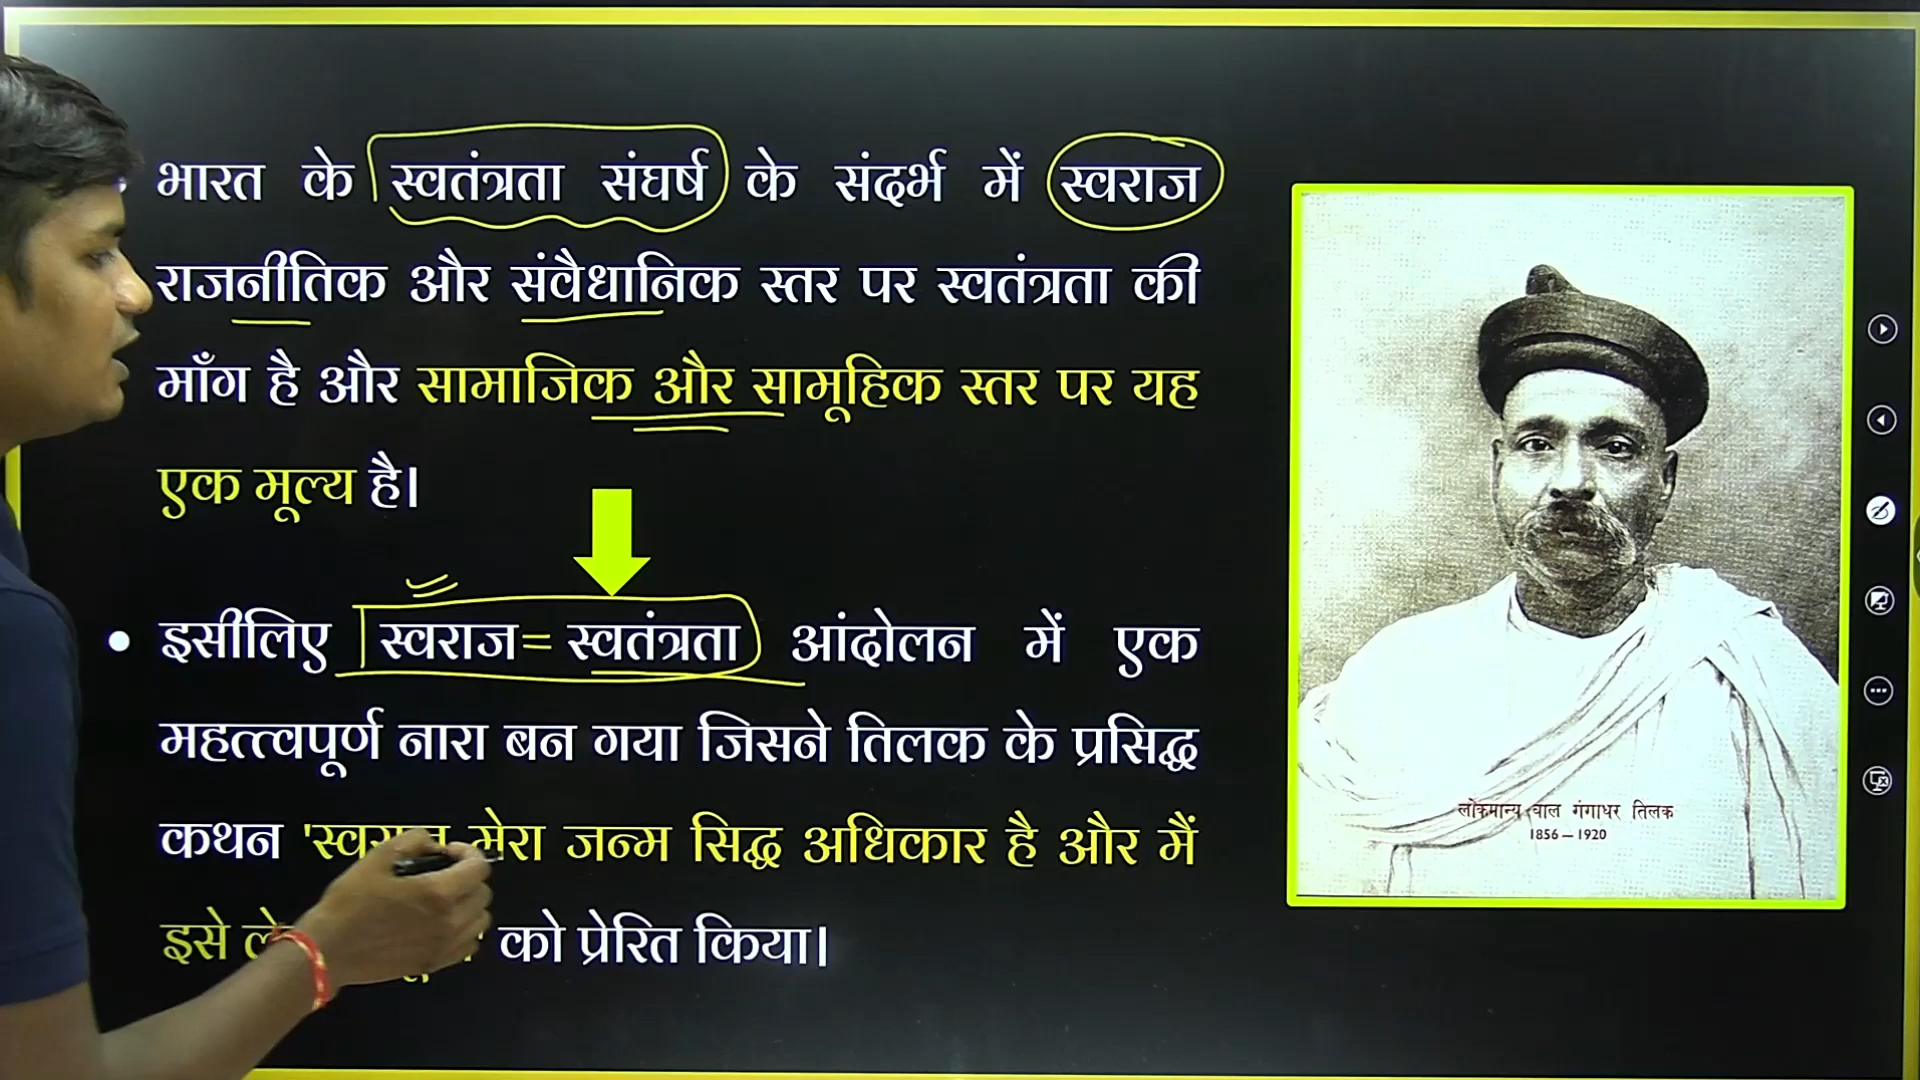 भारत के स्वतंत्रता संघर्ष के संदर्भ में स्वराज
राजनीतिक और संवैधानिक स्तर पर स्वतंत्रता की
माँग है और सामाजिक और सामूहिक स्तर पर यह
एक मूल्य है।
इसीलिए स्वराज= स्वतंत्रता आंदोलन में एक
महत्त्वपूर्ण नारा बन गया जिसने तिलक के प्रसिद्ध
कथन 'स्वराज मेरा जन्म सिद्ध अधिकार है और मैं
इसे को प्रेरित किया।
लोकमान्य बाल गंगाधर तिलक
1856 – 1920